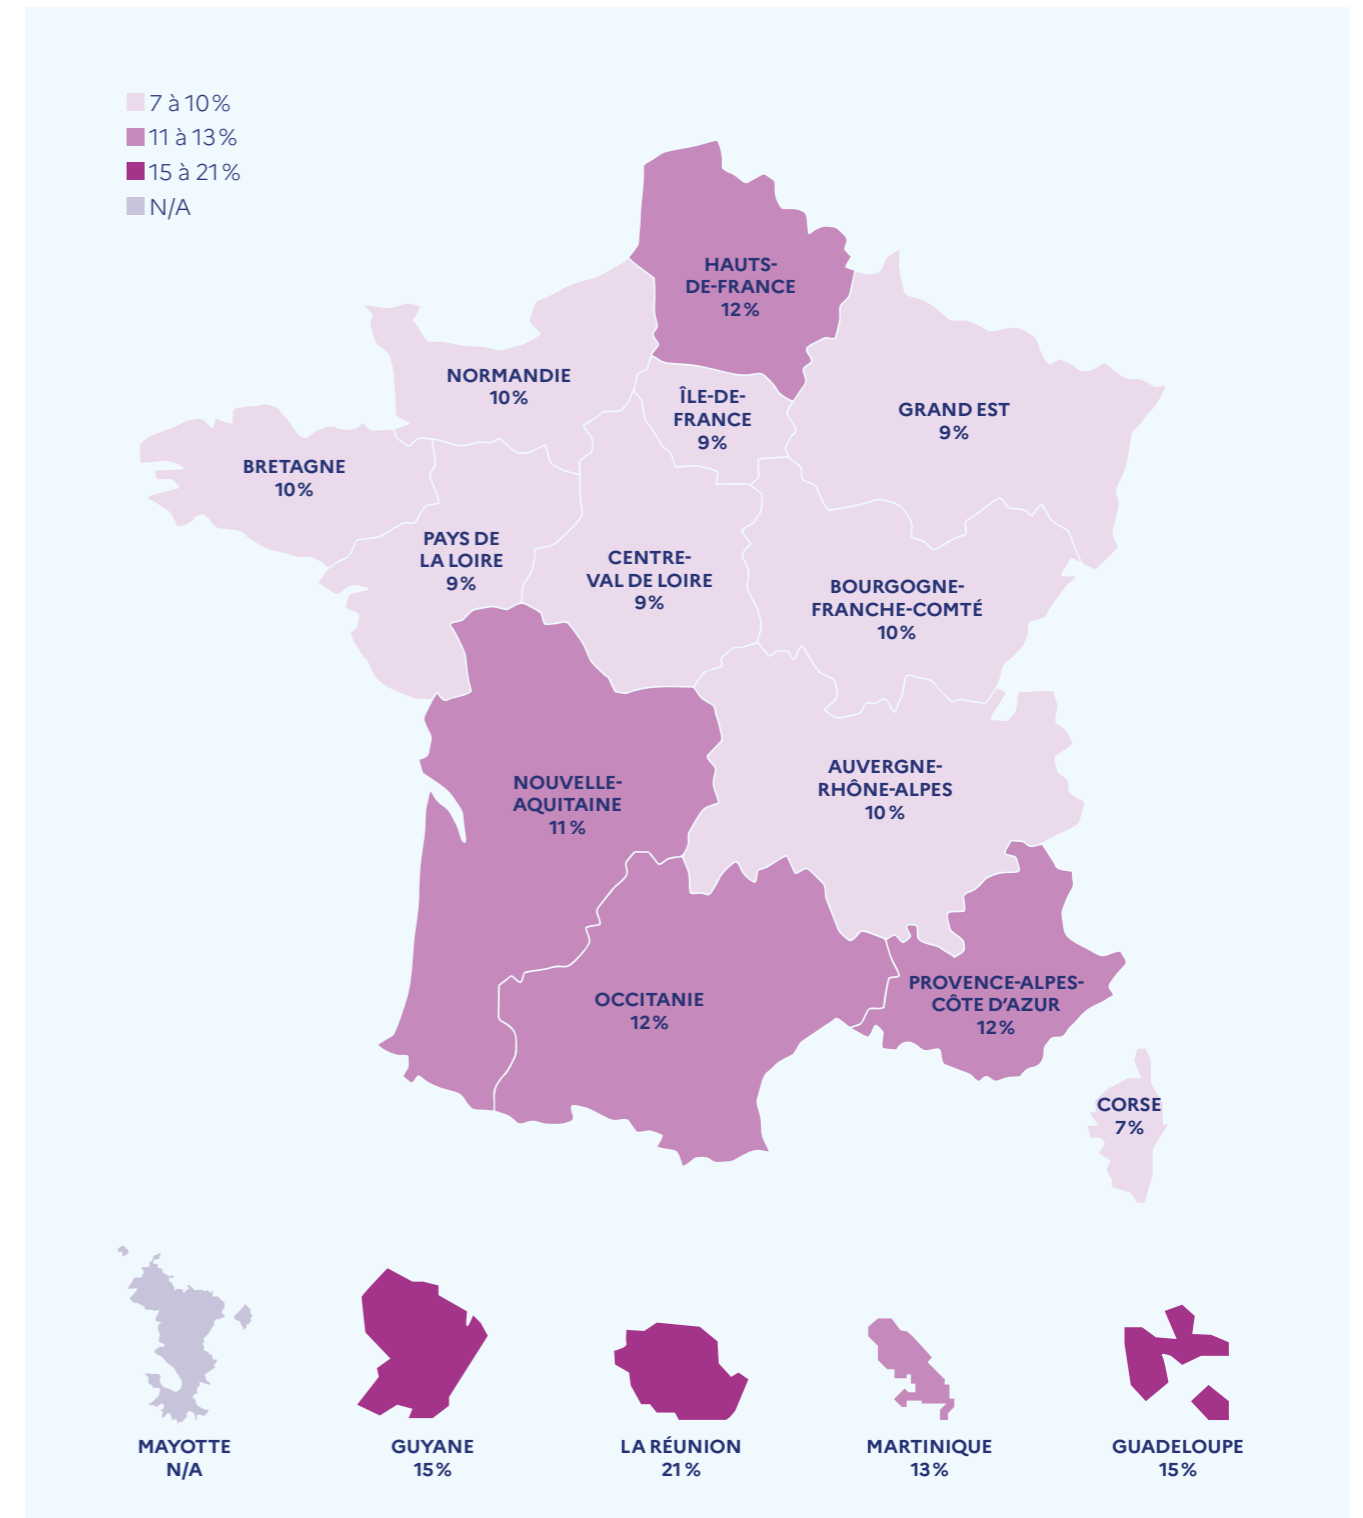 7 à 10 %
11 à 13 %
15 à 21 %
N/A
HAUTS-
DE-FRANCE
12 %
NORMANDIE
10 %
ÎLE-DE-
FRANCE
9 %
GRAND EST
9 %
BRETAGNE
10 %
PAYS DE
LA LOIRE
9 %
CENTRE-
VAL DE LOIRE
9 %
BOURGOGNE-
FRANCHE-COMTÉ
10 %
NOUVELLE-
AQUITAINE
11 %
AUVERGNE-
RHÔNE-ALPES
10 %
OCCITANIE
12 %
PROVENCE-ALPES-
CÔTE D’AZUR
12 %
CORSE
7 %
MAYOTTE
N/A
GUYANE
15 %
LA RÉUNION
21 %
MARTINIQUE
13 %
GUADELOUPE
15 %